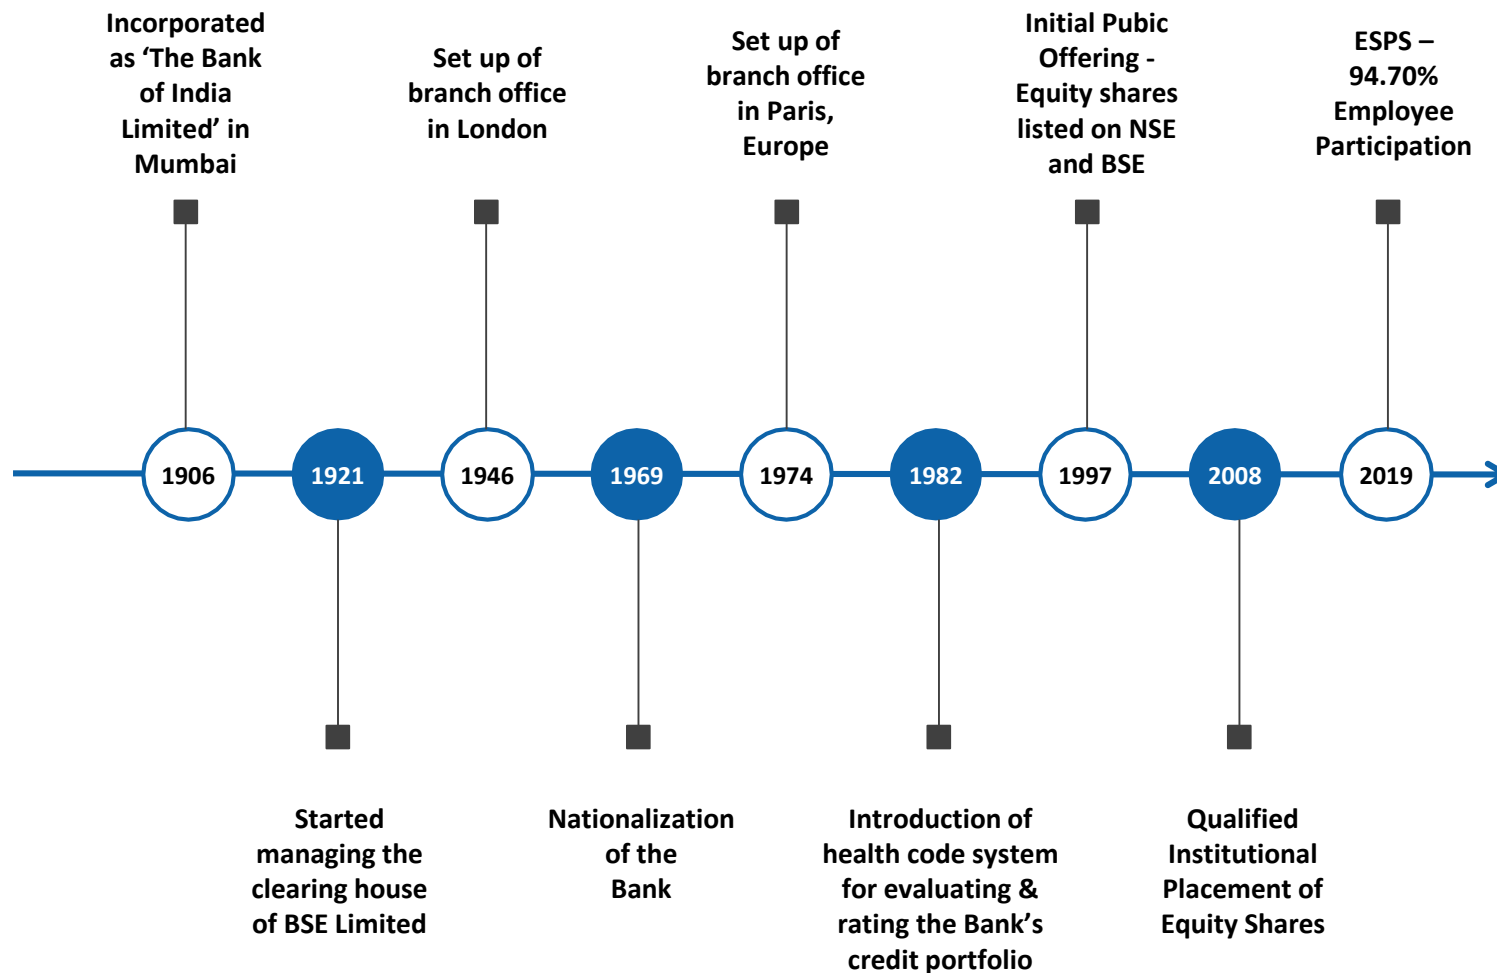 Incorporated
as ‘The Bank
of India
Limited’ in
Mumbai
Set up of
branch office
in London
Set up of
branch office
in Paris,
Europe
Initial Pubic
Offering -
Equity shares
listed on NSE
and BSE
ESPS –
94.70%
Employee
Participation
1906
1921
1946
1969
1974
1982
1997
2008
2019
Started
managing the
clearing house
of BSE Limited
Nationalization
of the
Bank
Introduction of
health code system
for evaluating &
rating the Bank’s
credit portfolio
Qualified
Institutional
Placement of
Equity Shares